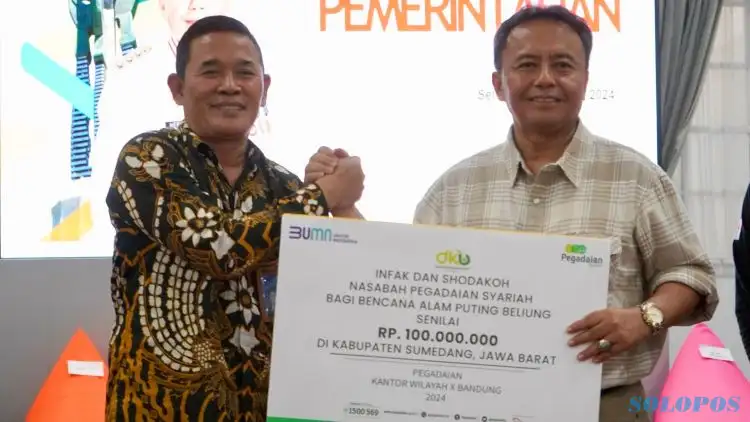 PEMERINTAHAN
2024
BUMN
dku
Pegadaian
INFAK DAN SHODAKOH
NASABAH PEGADAIAN SYARIAH
BAGI BENCANA ALAM PUTING BELIUNG
SENILAI
RP. 100.000.000
DI KABUPATEN SUMEDANG, JAWA BARAT
PEGADAIAN
KANTOR WILAYAH X BANDUNG
2024
1500 569
SOLOPOS